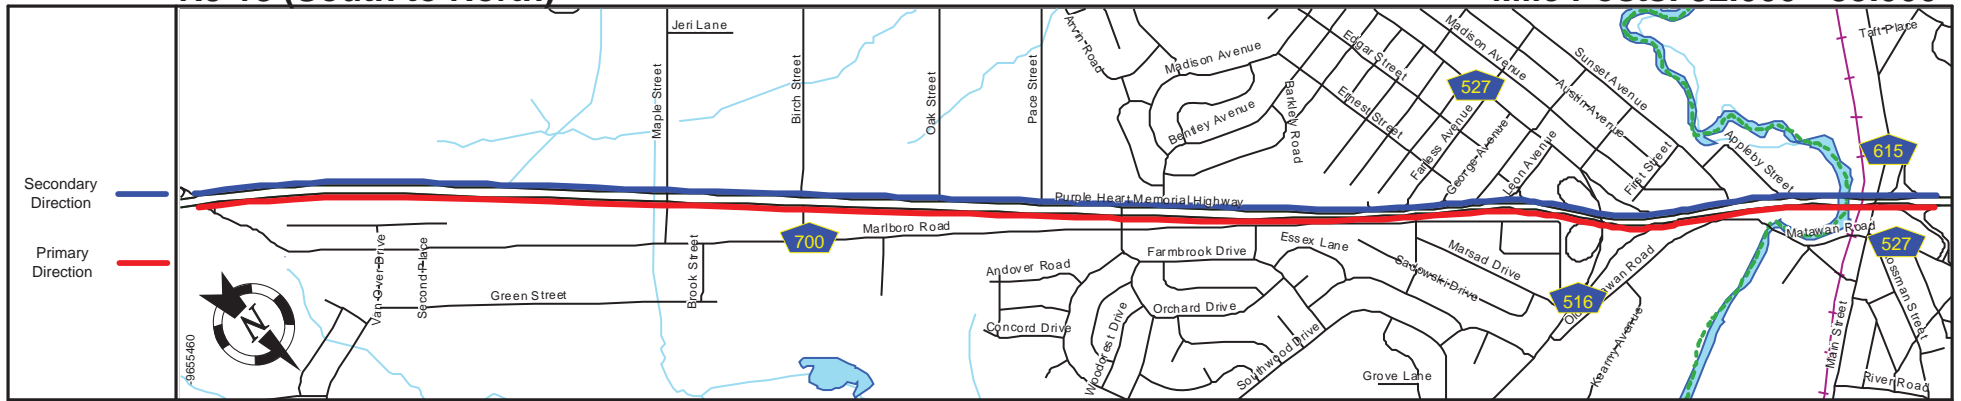 Secondary
Direction
Primary
Direction
Jeri Lane
Maple Street
Birch Street
Oak Street
Pace Street
Arvin Road
Madison Avenue
Bentley Avenue
Barkley Road
Edgar Street
Ernest Street
Madison Avenue
527
Sunset Avenue
Austin Avenue
Farless Avenue
George Avenue
Leon Avenue
First Street
Appleby Street
Taft Place
615
Purple Heart Memorial Highway
Marlboro Road
700
Matawan Road
527
Van Over Drive
Second Place
Brook Street
Green Street
Andover Road
Concord Drive
Farmbrook Drive
Essex Lane
Orchard Drive
Woodcrest Drive
Southwood Drive
Sadowski Drive
Marsad Drive
516
Kearny Avenue
Grove Lane
Main Street
River Road
N
-9655460